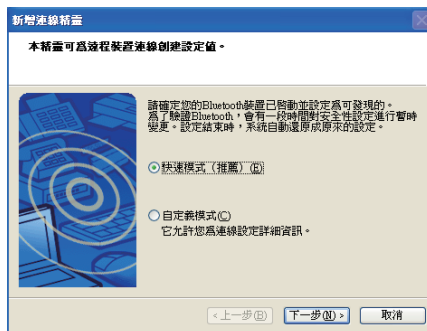 新增連線精靈
本精靈可爲遠程裝置連線創建設定值。
請確定您的Bluetooth裝置已啓動並設定爲可發現的。
爲了驗證Bluetooth，會有一段時間對安全性設定進行暫時
變更。設定結束時，系統自動還原成原來的設定。
快速模式（推薦）(E)
自定義模式(C)
它允許您爲連線設定詳細資訊。
<上一步(B) 下一步(N)> 取消